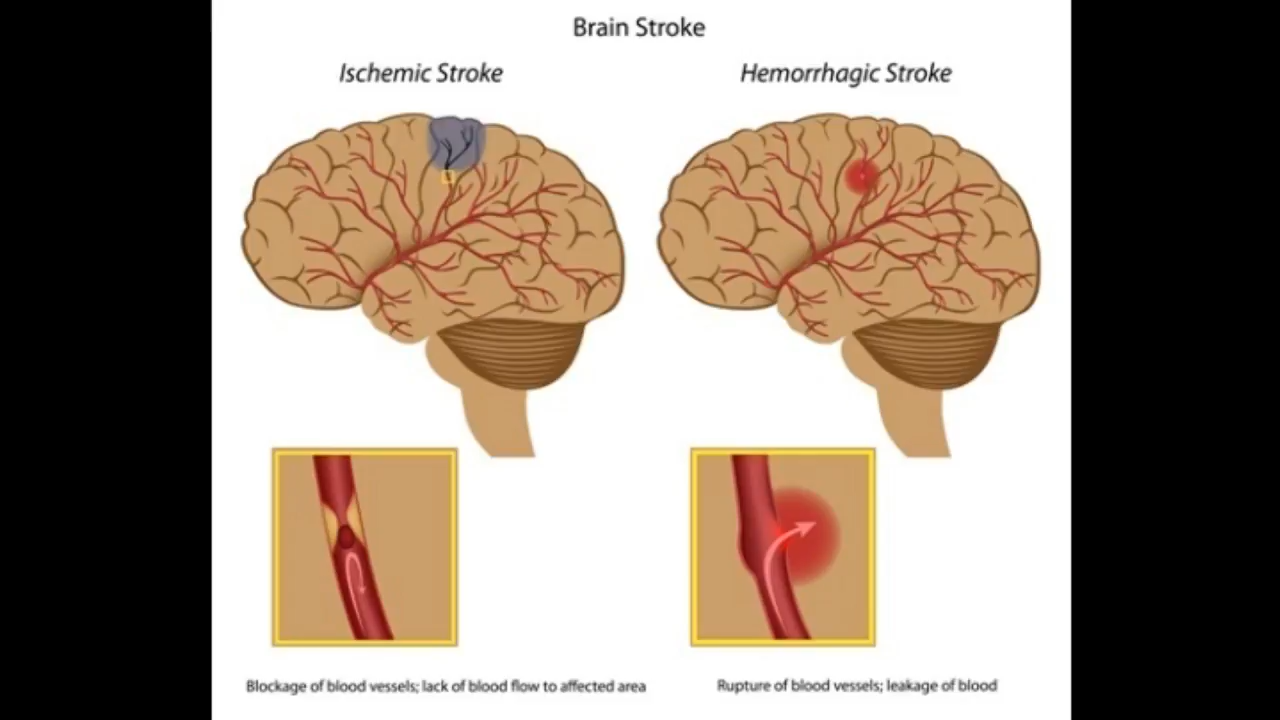 Brain Stroke
Ischemic Stroke
Hemorrhagic Stroke
Blockage of blood vessels; lack of blood flow to affected area
Rupture of blood vessels; leakage of blood